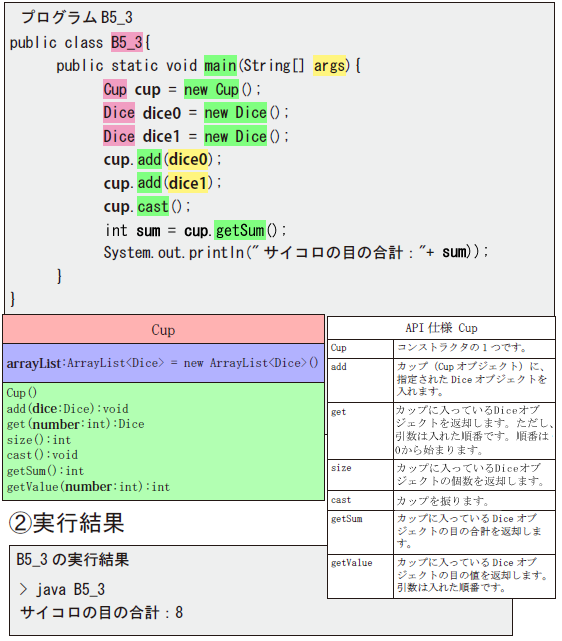 プログラム B5_3
public class B5_3{
public static void main(String[] args){
Cup cup = new Cup();
Dice dice0 = new Dice();
Dice dice1 = new Dice();
cup.add(dice0);
cup.add(dice1);
cup.cast();
int sum = cup.getSum();
System.out.println("サイコロの目の合計："+ sum));
}
}
Cup
arrayList:ArrayList<Dice> = new ArrayList<Dice>()
Cup()
add(dice:Dice):void
get(number:int):Dice
size():int
cast():void
getSum():int
getValue(number:int):int
API 仕様 Cup
Cup コンストラクタの１つです。
add カップ（Cup オブジェクト）に、
指定された Dice オブジェクトを
入れます。
get カップに入っているDiceオブ
ジェクトを返却します。ただし、
引数は入れた順番です。順番は
0から始まります。
size カップに入っているDiceオブ
ジェクトの個数を返却します。
cast カップを振ります。
getSum カップに入っている Dice オブ
ジェクトの目の合計を返却しま
す。
getValue カップに入っている Dice オブ
ジェクトの目の値を返却します。
引数は入れた順番です。
②実行結果
B5_3 の実行結果
> java B5_3
サイコロの目の合計：8